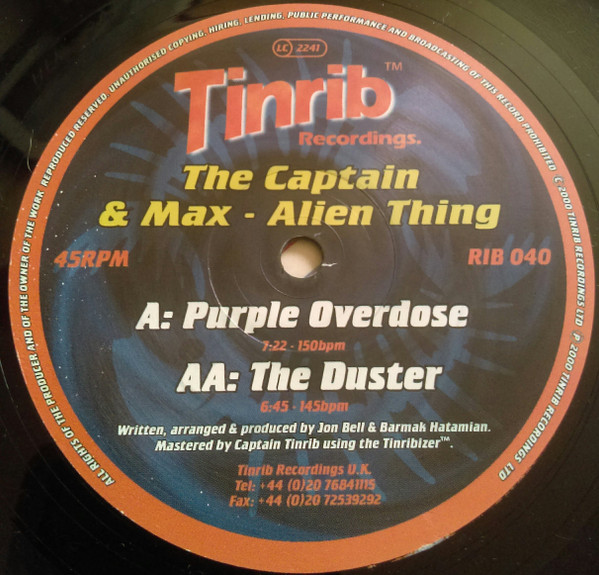 LC 2241
Tinrib™
Recordings.
The Captain
& Max - Alien Thing
45RPM
RIB 040
A: Purple Overdose
7:22 - 150bpm
AA: The Duster
6:45 - 145bpm
Written, arranged & produced by Jon Bell & Barmak Hatamian.
Mastered by Captain Tinrib using the Tinribizer™.
Tinrib Recordings U.K.
Tel: +44 (0)20 76841115
Fax: +44 (0)20 72539292
ALL RIGHTS OF THE PRODUCER AND OF THE OWNER OF THE WORK REPRODUCED RESERVED. UNAUTHORISED COPYING, HIRING, LENDING, PUBLIC PERFORMANCE AND BROADCASTING OF THIS RECORD PROHIBITED. C 2000 TINRIB RECORDINGS LTD P 2000 TINRIB RECORDINGS LTD